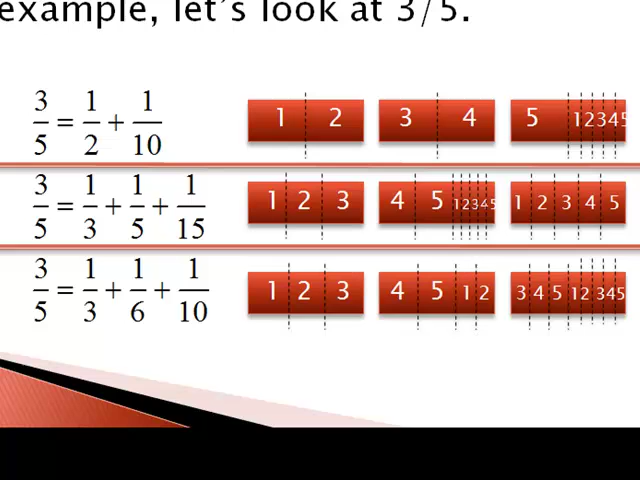 example, let's look at 3/5.
3/5 = 1/2 + 1/10 1 2 3 4 5 1 2 3 4 5
3/5 = 1/3 + 1/5 + 1/15 1 2 3 4 5 1 2 3 4 5 1 2 3 4 5
3/5 = 1/3 + 1/6 + 1/10 1 2 3 4 5 1 2 3 4 5 1 2 3 4 5